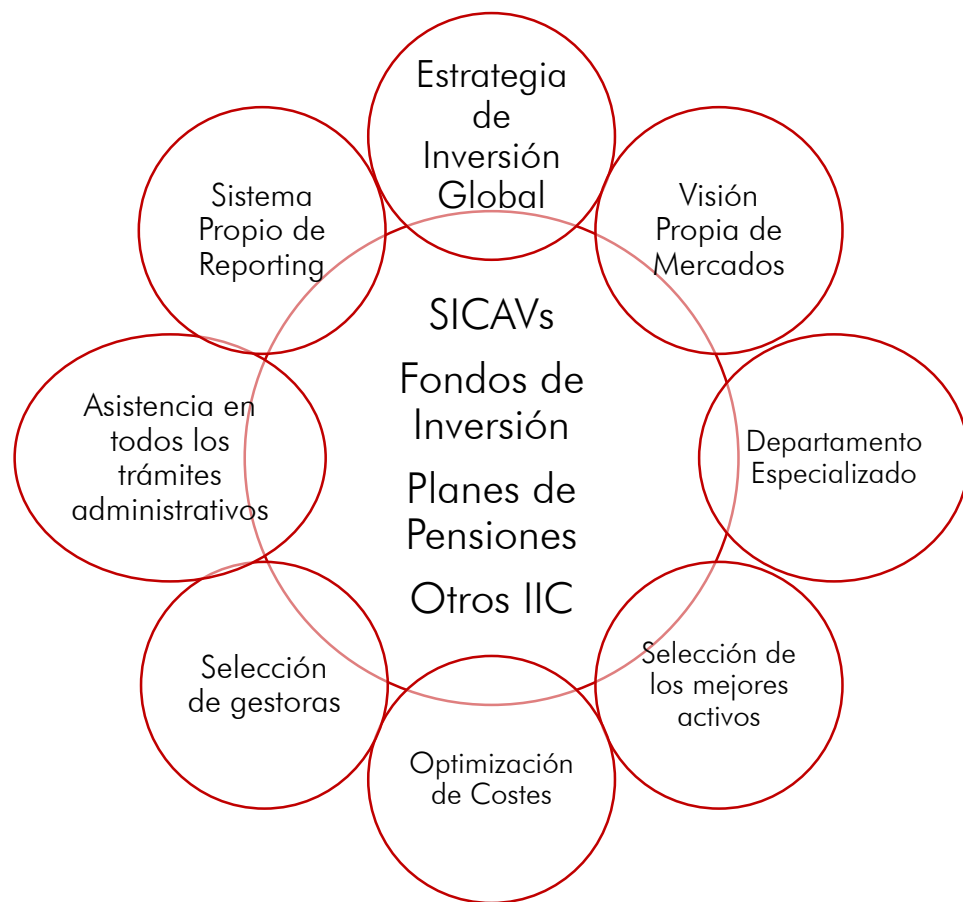 Estrategia
de
Inversión
Global
Visión
Propia de
Mercados
Departamento
Especializado
Selección de
los mejores
activos
Optimización
de Costes
Selección
de gestoras
Asistencia en
todos los
trámites
administrativos
Sistema
Propio de
Reporting
SICAVs
Fondos de
Inversión
Planes de
Pensiones
Otros IIC